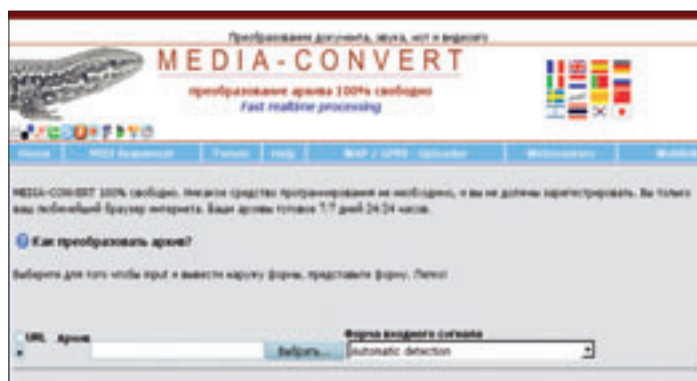 Преобразование документа, звука, нот и видеого
MEDIA-CONVERT
преобразование архива 100% свободно
Fast realtime processing
Home MIDI Sequencer Forum Help WAP / GPRS - Uploader Webmasters
MEDIA-CONVERT 100% свободно. Никакое средство программирования не необходимо, и вы не должны зарегистрировать. Вы только
ваш любимейший браузер интернета. Ваши архивы готовое 7/7 дней 24/24 часов.
Как преобразовать архив?
Выберите для того чтобы input и вывести наружу формы, представьте форму. Легко!
Форма входного сигнала
URL Архив
Выбрать... automatic detection